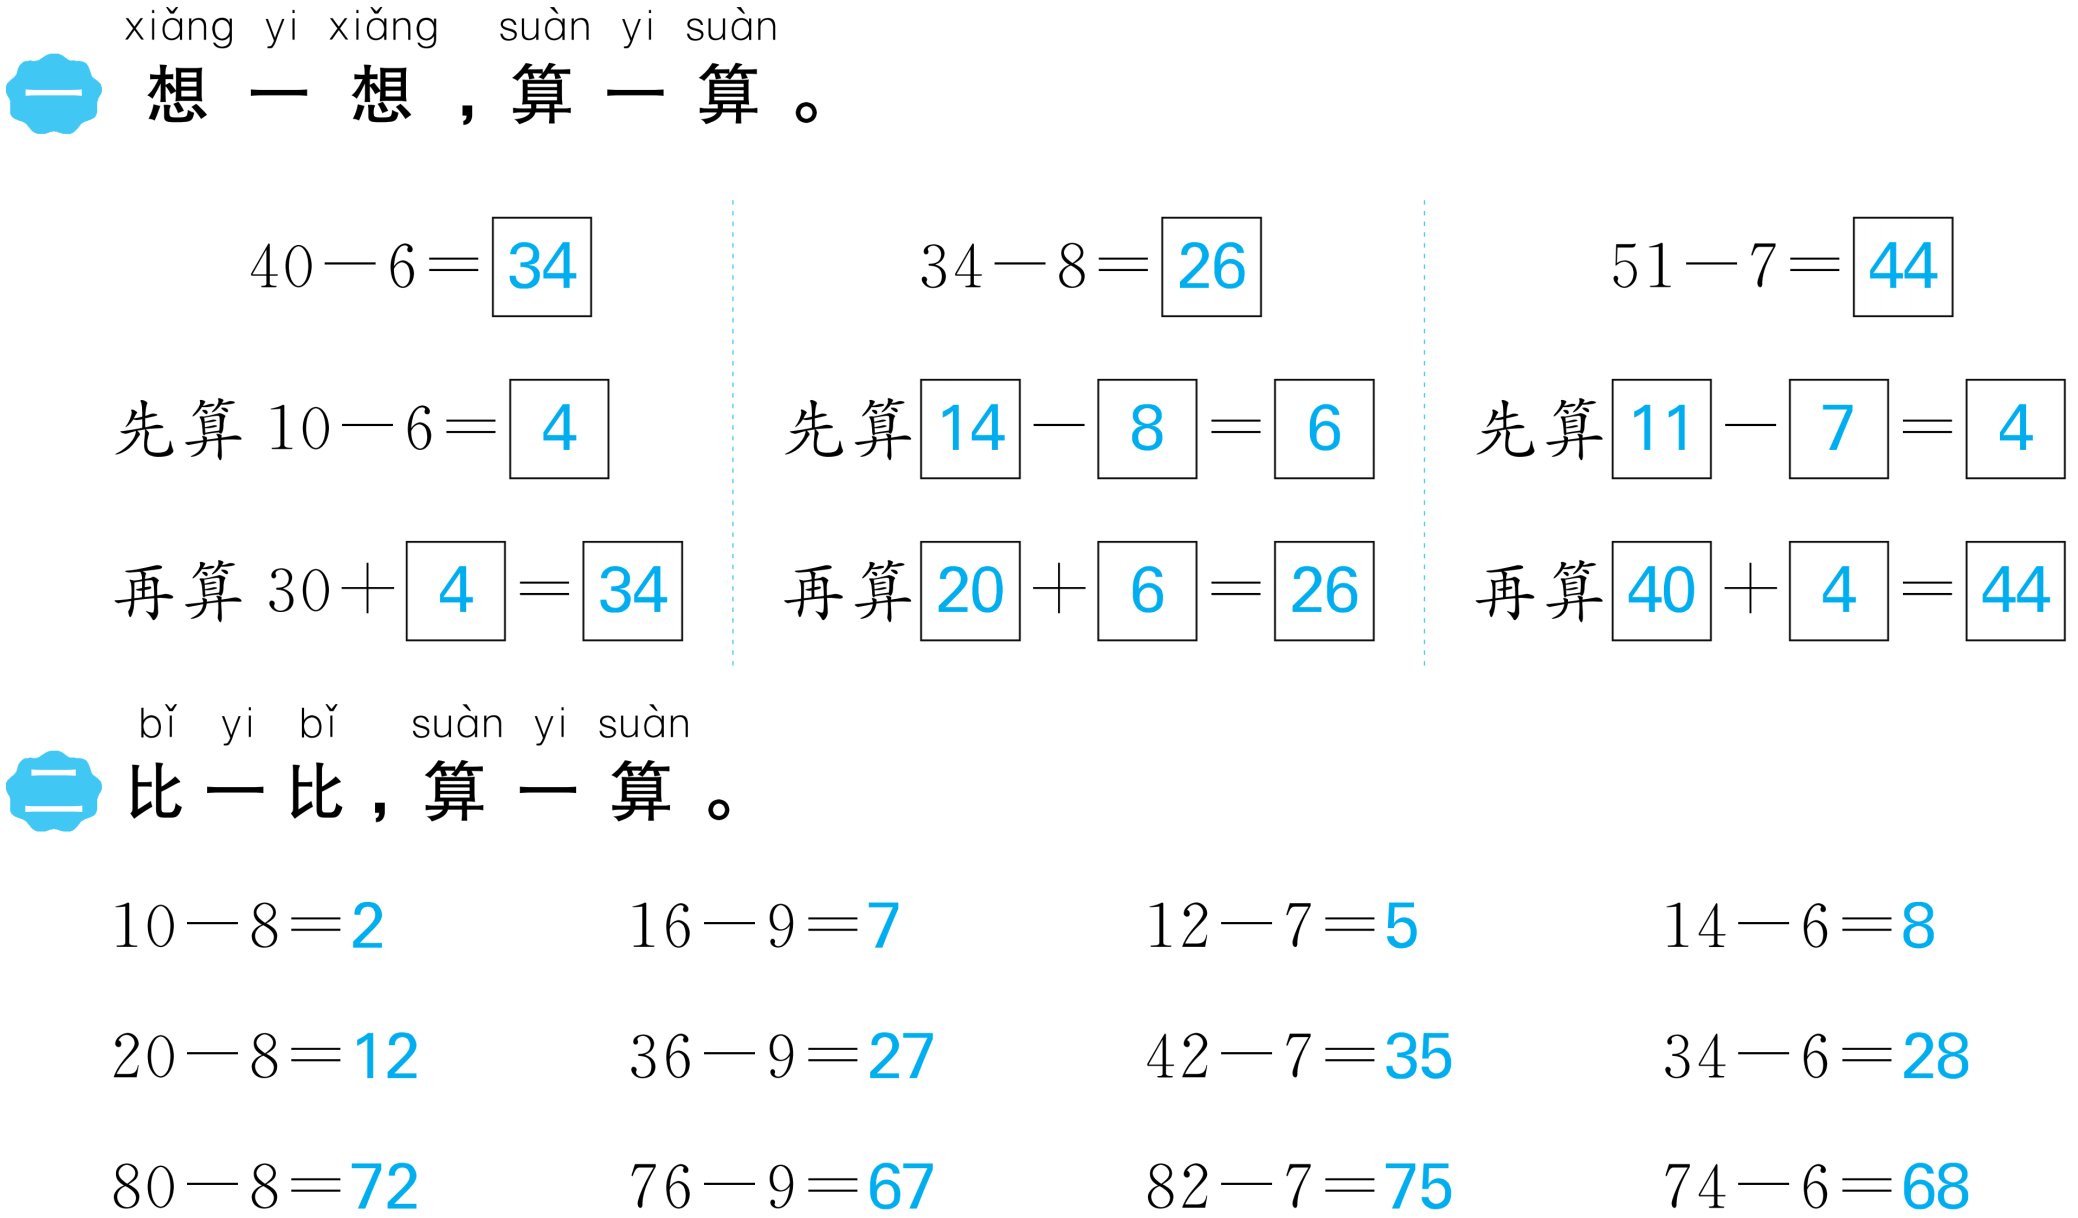 xiǎng yi xiǎng suàn yi suàn
一 想一想，算一算。
40－6＝34 34－8＝26 51－7＝44
先算 10－6＝4 先算 14－8＝6 先算 11－7＝4
再算 30＋4＝34 再算 20＋6＝26 再算 40＋4＝44
bǐ yi bǐ suàn yi suàn
二 比一比，算一算。
10－8＝2 16－9＝7 12－7＝5 14－6＝8
20－8＝12 36－9＝27 42－7＝35 34－6＝28
80－8＝72 76－9＝67 82－7＝75 74－6＝68